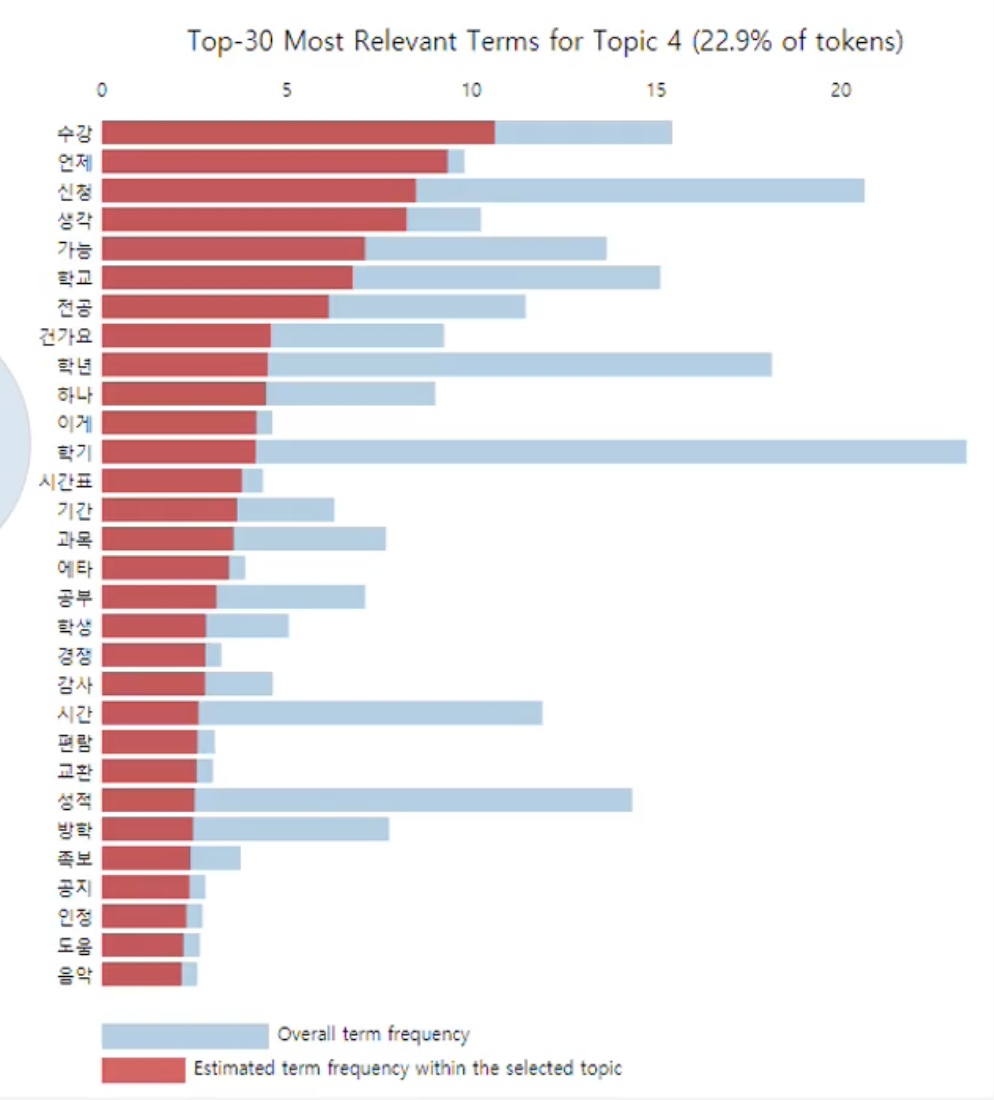 Top-30 Most Relevant Terms for Topic 4 (22.9% of tokens)
0 5 10 15 20
수강
언제
신청
생각
가능
학교
전공
건가요
학년
하나
이게
학기
시간표
기간
과목
에타
공부
학생
경쟁
감사
시간
편람
교환
성적
방학
족보
공지
인정
도움
음악
Overall term frequency
Estimated term frequency within the selected topic